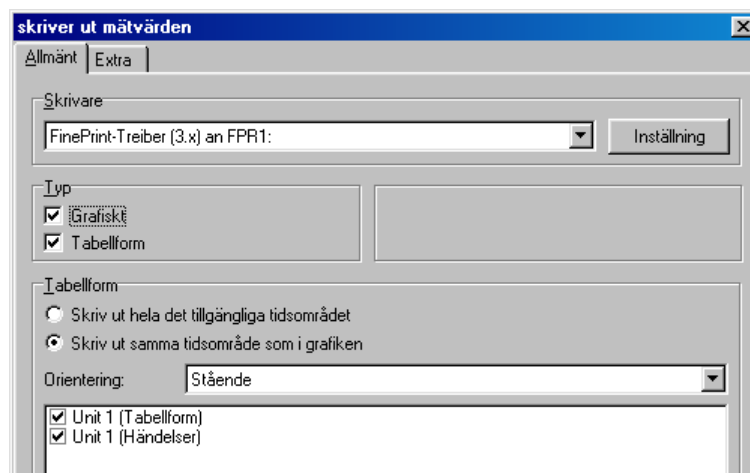 skriver ut mätvärden
Allmänt Extra
Skrivare
FinePrint-Treiber (3.x) an FPR1:
Inställning
Typ
Grafiskt
Tabellform
Tabellform
Skriv ut hela det tillgängliga tidsområdet
Skriv ut samma tidsområde som i grafiken
Orientering: Stående
Unit 1 (Tabellform)
Unit 1 (Händelser)